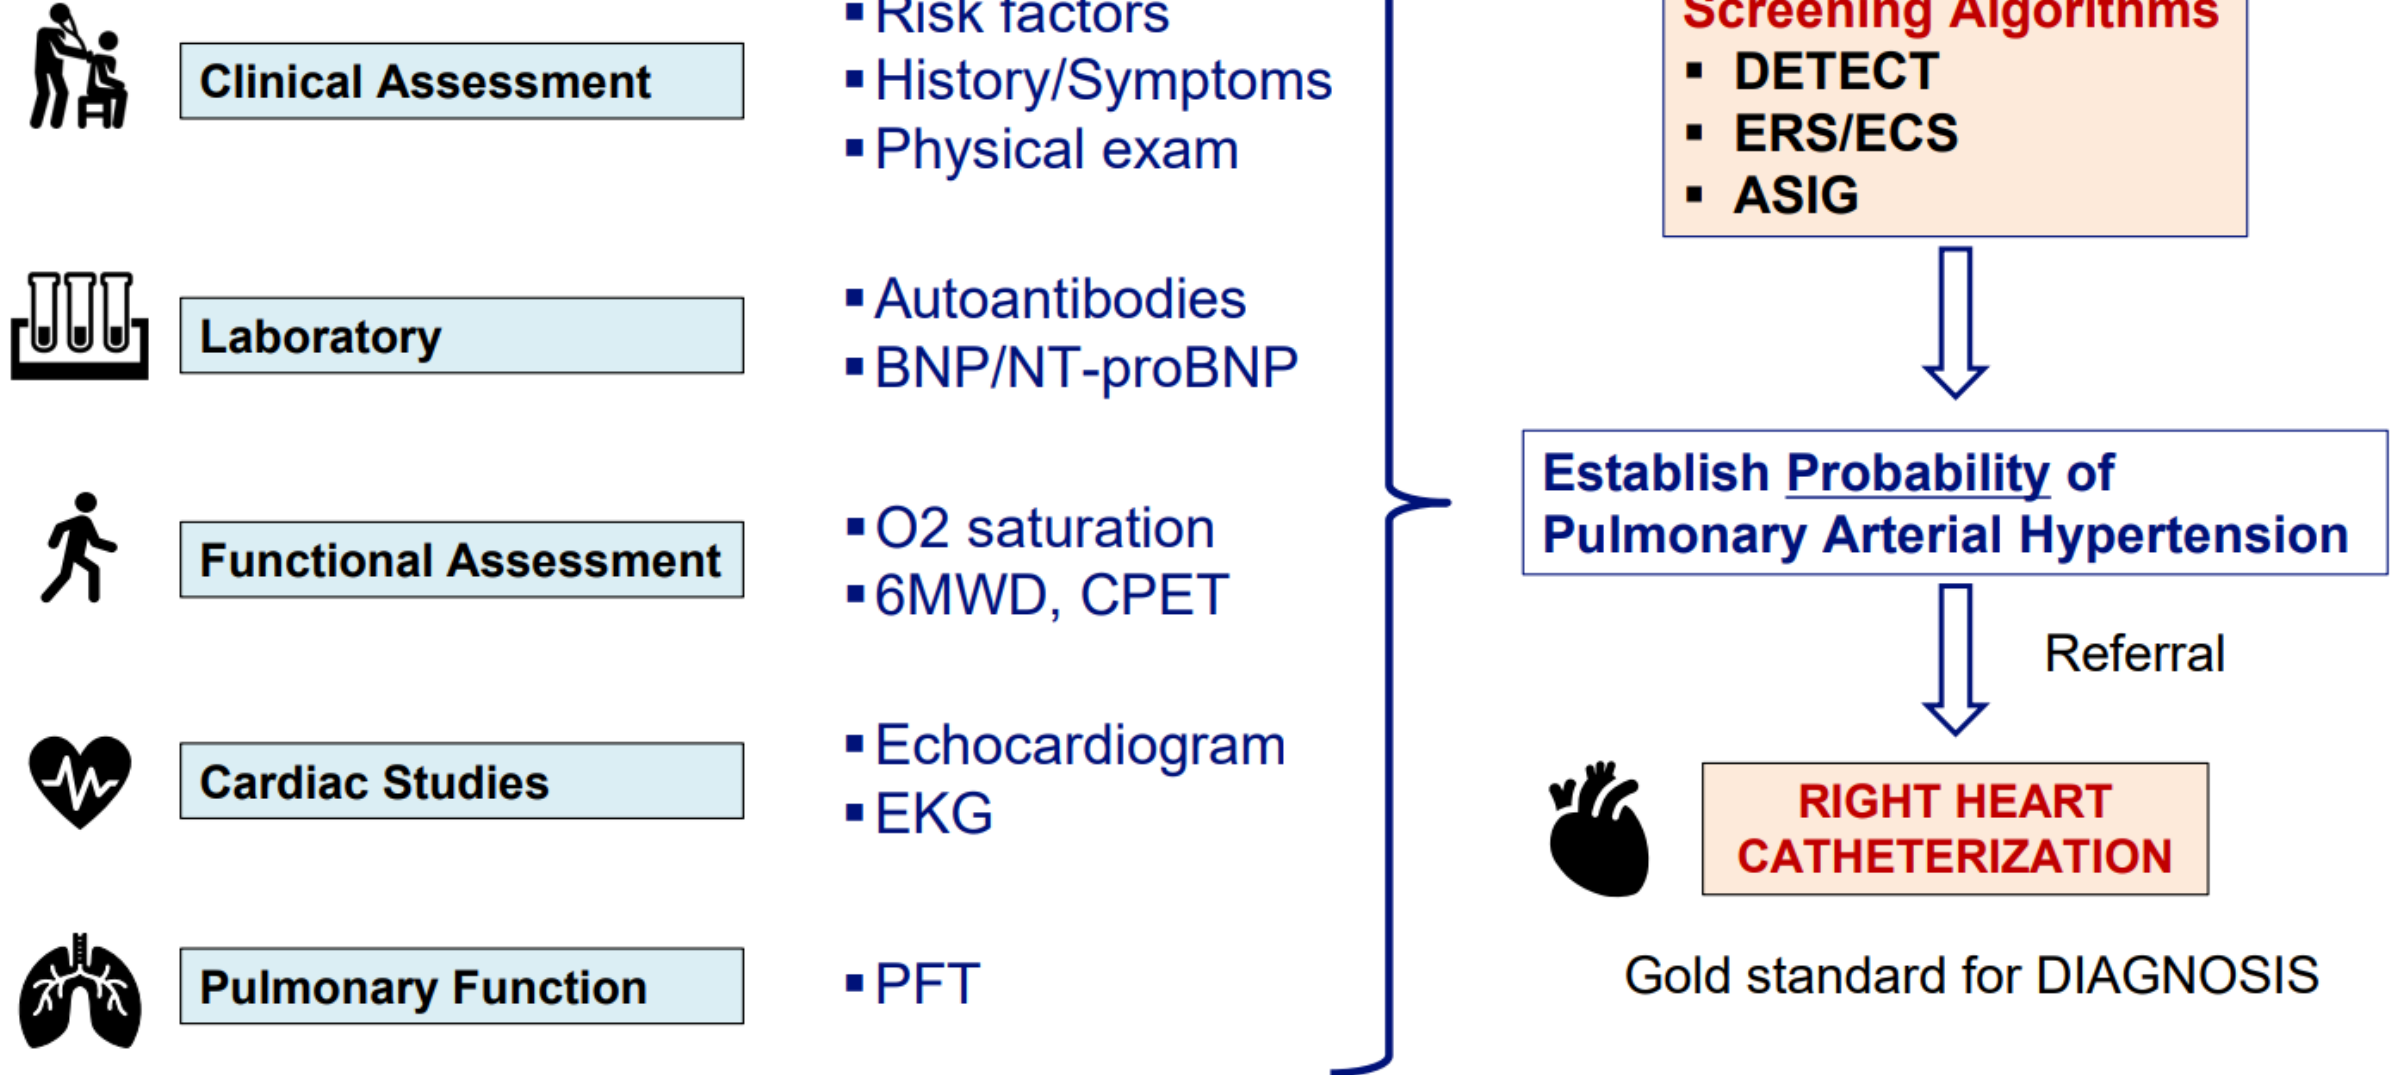 Clinical Assessment
▪ Risk factors
▪ History/Symptoms
▪ Physical exam
Laboratory
▪ Autoantibodies
▪ BNP/NT-proBNP
Functional Assessment
▪ O2 saturation
▪ 6MWD, CPET
Cardiac Studies
▪ Echocardiogram
▪ EKG
Pulmonary Function
▪ PFT
Screening Algorithms
▪ DETECT
▪ ERS/ECS
▪ ASIG
Establish Probability of
Pulmonary Arterial Hypertension
Referral
RIGHT HEART
CATHETERIZATION
Gold standard for DIAGNOSIS